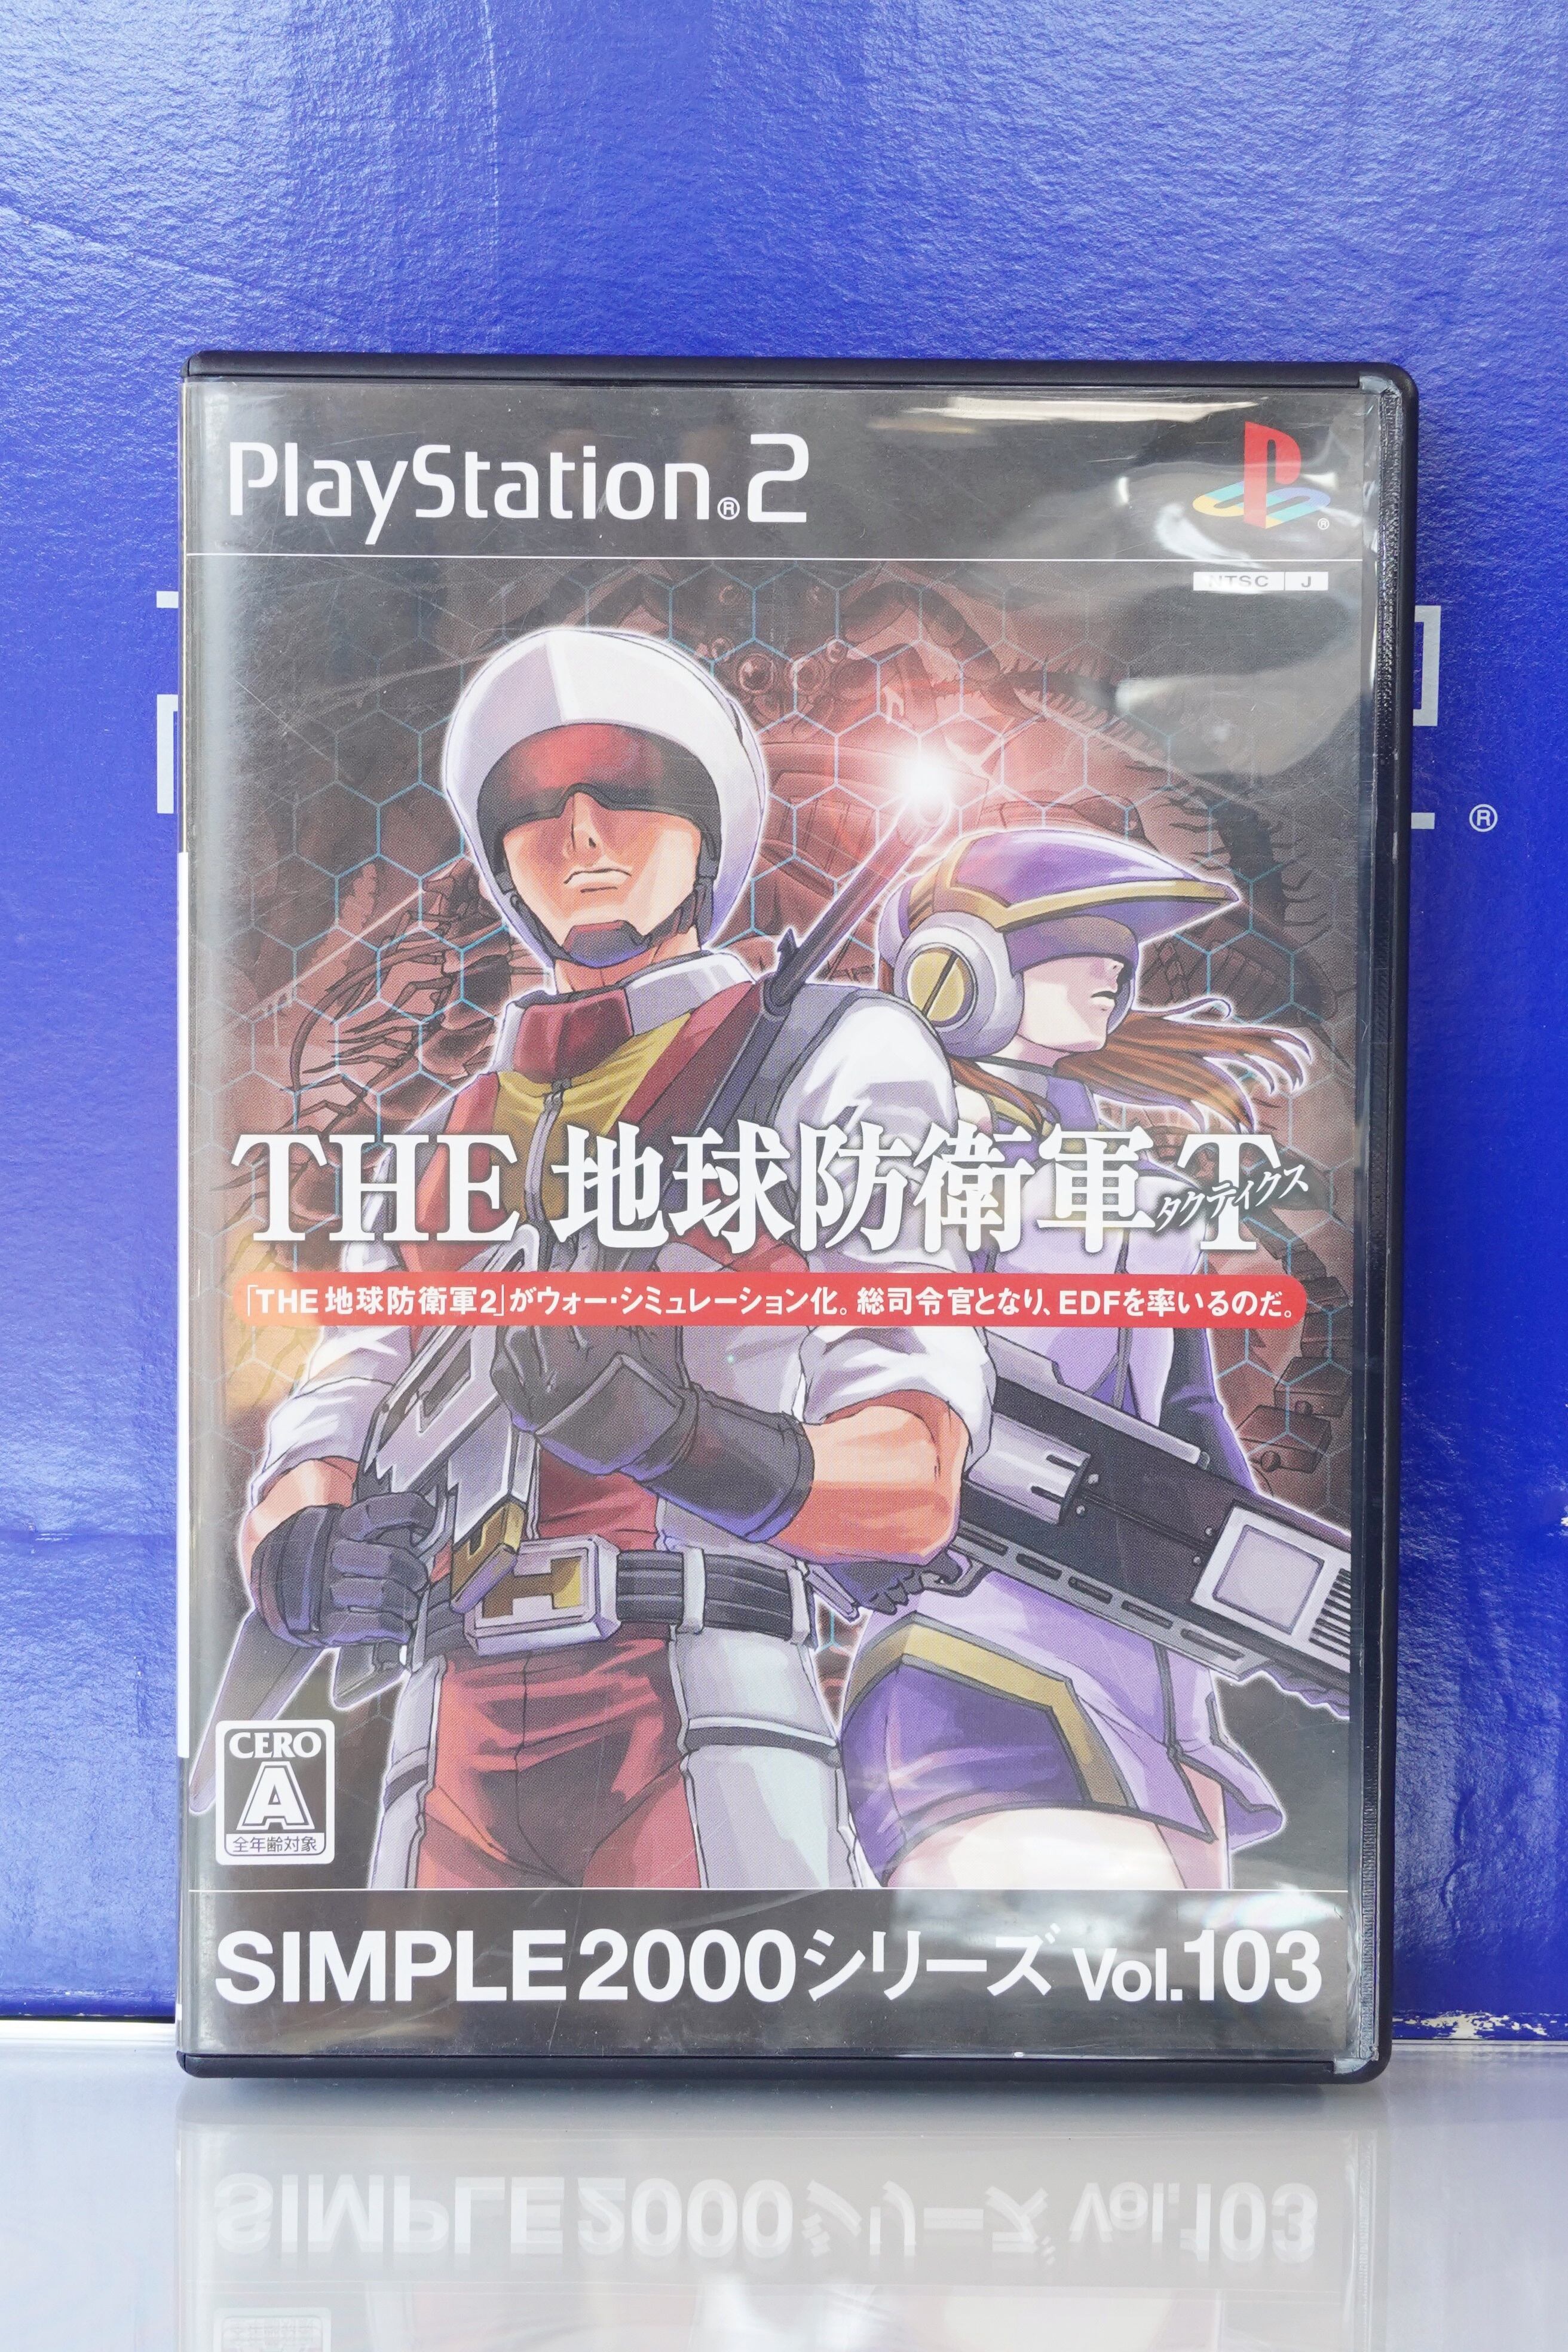 PlayStation®2
NTSC J
THE 地球防衛軍 T
タクティクス
「THE 地球防衛軍2」がウォー・シミュレーション化。総司令官となり、EDFを率いるのだ。
CERO
A
全年齢対象
SIMPLE2000シリーズ Vol.103